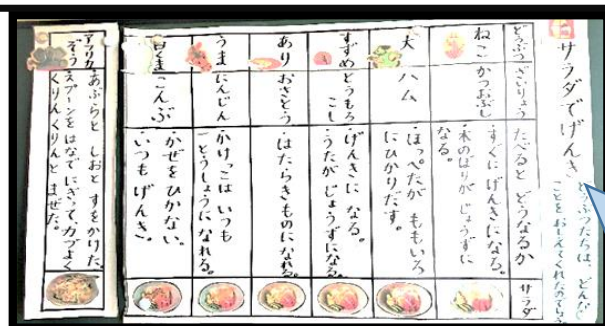 サラダでげんき
どうぶつたちは、どんな
ことをおしえてくれたのでしょう
どうぶつ
ざいりょう
たべると どうなるか
サラダ
ねこ
かつおぶし
・すぐにげんきになる。
・木のぼりが じょうずに
なる。
犬
ハム
・ほっぺたが ももいろ
にひかりだす。
すずめ
とうもろ
こし
・げんきに なる。
・うたが じょうずになる。
あり
おさとう
・はたらきものに なれる。
うま
にんじん
・かけっこは いつも
一とうしょうに なれる。
白くま
こんぶ
・かぜを ひかない。
・いつも げんき。
アフリカ
ぞう
あぶらと しおと すをかけた。
スプーンをはなで にぎって、力づよく
くりん くりんと まぜた。